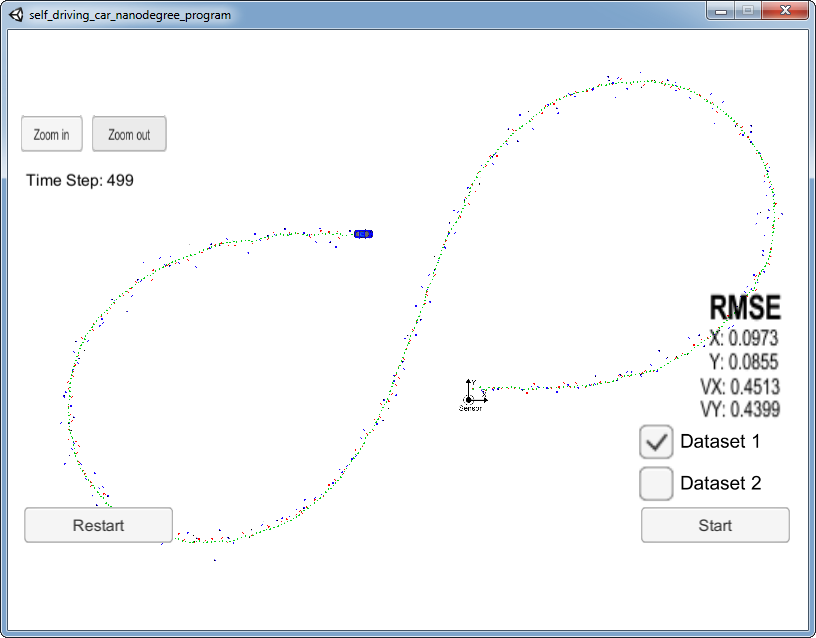 self_driving_car_nanodegree_program
Zoom in
Zoom out
Time Step: 499
RMSE
X: 0.0973
Y: 0.0855
VX: 0.4513
VY: 0.4399
Y
X
Sensor
Dataset 1
Dataset 2
Restart
Start